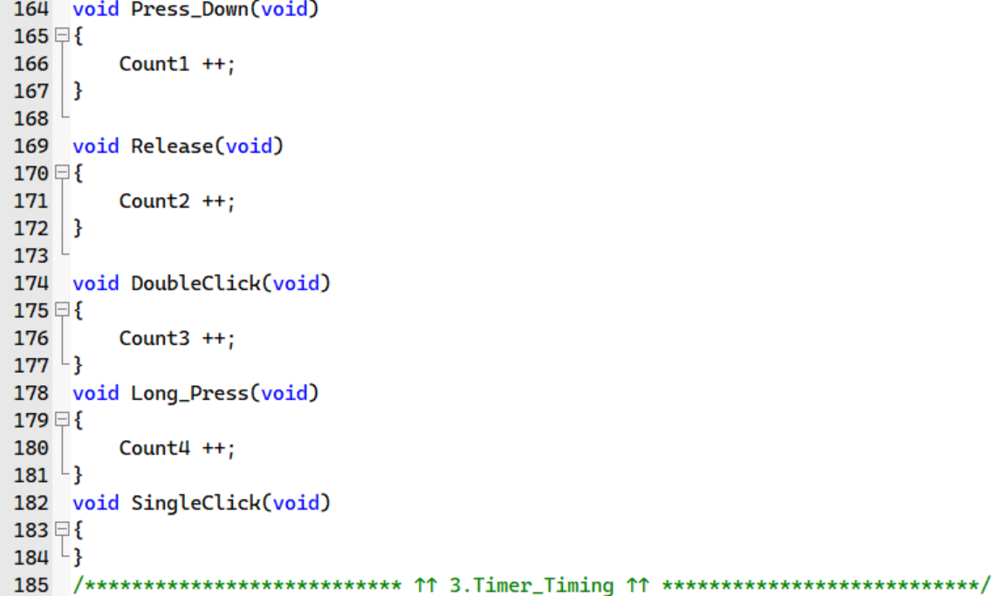 164 void Press_Down(void)
165 {
166     Count1 ++;
167 }
168
169 void Release(void)
170 {
171     Count2 ++;
172 }
173
174 void DoubleClick(void)
175 {
176     Count3 ++;
177 }
178 void Long_Press(void)
179 {
180     Count4 ++;
181 }
182 void SingleClick(void)
183 {
184 }
185 /*************************** ⇈ 3.Timer_Timing ⇈ ***************************/